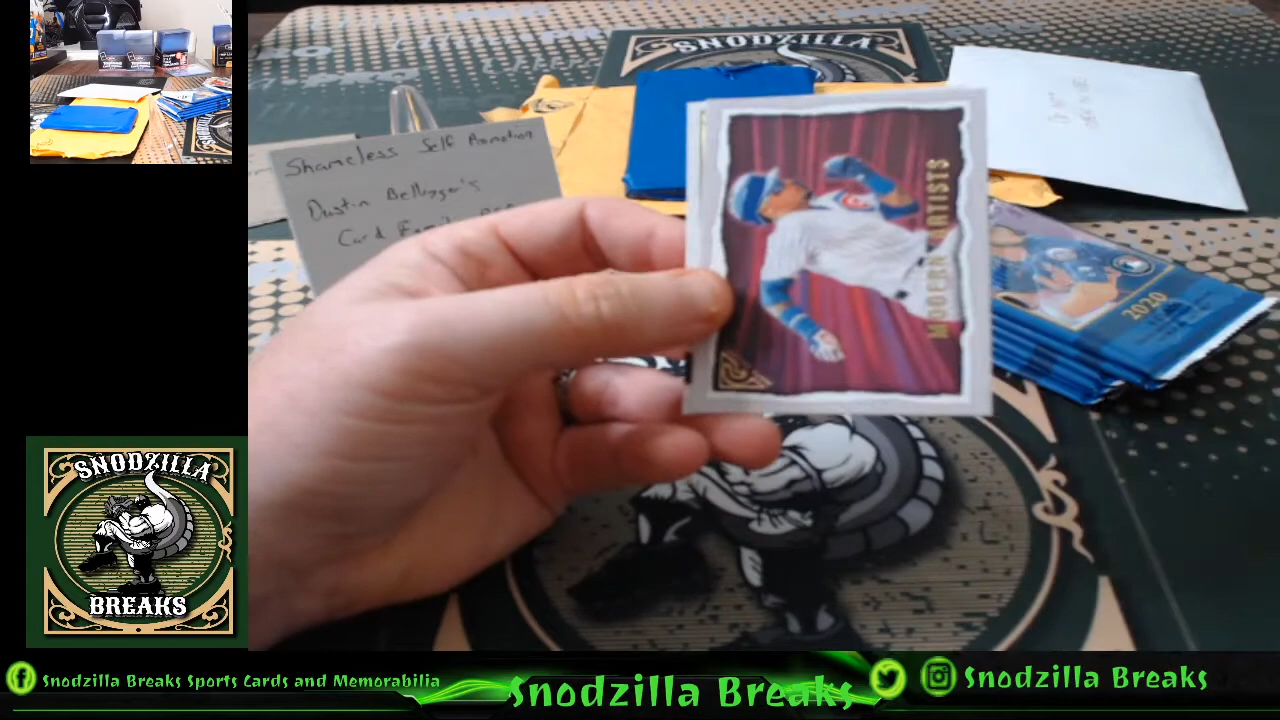 SNODZILLA
Shameless Self Promotion
Dustin
Card
MODERN ARTISTS
2020
SNODZILLA
BREAKS
Snodzilla Breaks Sports Cards and Memorabilia
Snodzilla Breaks
Snodzilla Breaks